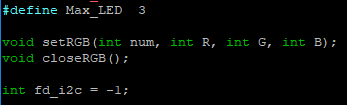 #define Max_LED  3
void setRGB(int num, int R, int G, int B);
void closeRGB();
int fd_i2c = -1;